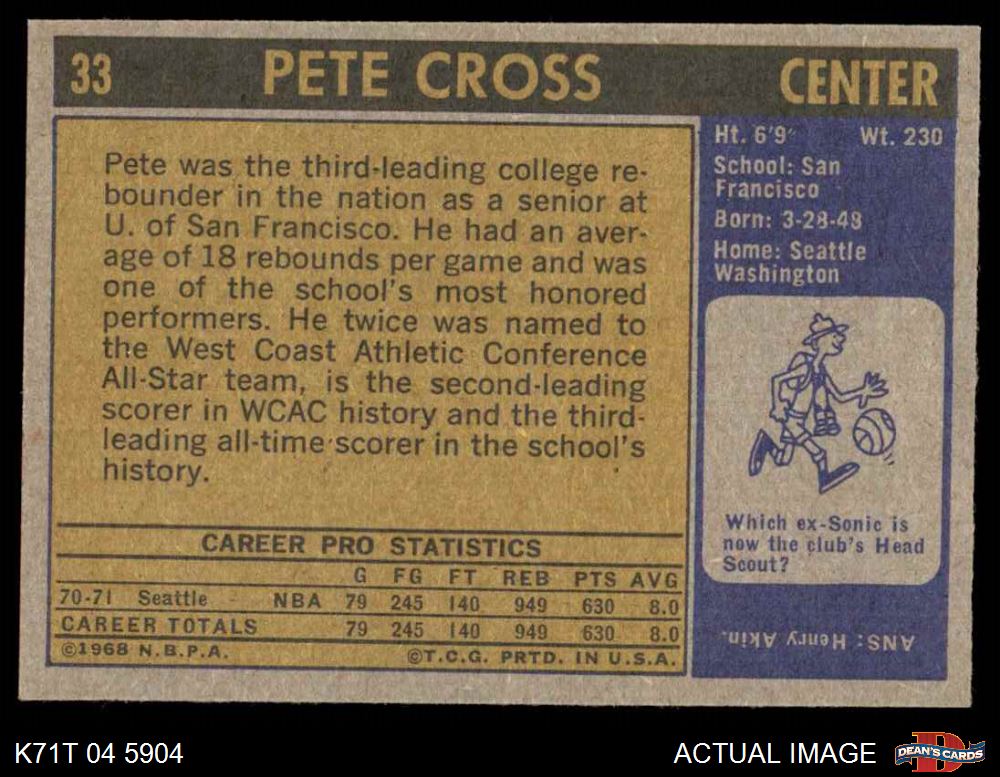 33 PETE CROSS CENTER
Pete was the third-leading college re-
bounder in the nation as a senior at
U. of San Francisco. He had an aver-
age of 18 rebounds per game and was
one of the school's most honored
performers. He twice was named to
the West Coast Athletic Conference
All-Star team, is the second-leading
scorer in WCAC history and the third-
leading all-time scorer in the school's
history.
CAREER PRO STATISTICS
G FG FT REB PTS AVG
70-71 Seattle NBA 79 245 140 949 630 8.0
CAREER TOTALS 79 245 140 949 630 8.0
©1968 N.B.P.A. ©T.C.G. PRTD. IN U.S.A.
Ht. 6'9" Wt. 230
School: San
Francisco
Born: 3-28-48
Home: Seattle
Washington
Which ex-Sonic is
now the club's Head
Scout?
ANS: Henry Akin.
K71T 04 5904 ACTUAL IMAGE DEAN'S CARDS